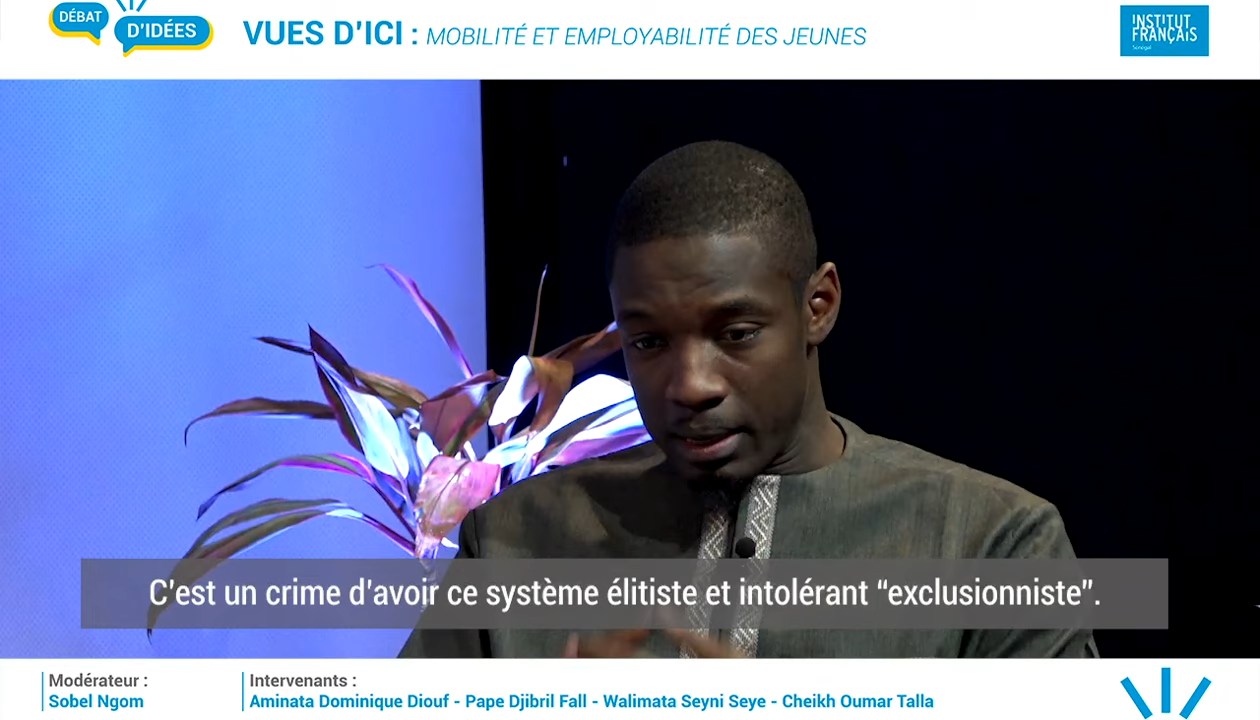 DÉBAT
D'IDÉES
VUES D'ICI : MOBILITÉ ET EMPLOYABILITÉ DES JEUNES
INSTITUT
FRANÇAIS
Sénégal
C'est un crime d'avoir ce système élitiste et intolérant “exclusionniste”.
Modérateur :
Sobel Ngom
Intervenants :
Aminata Dominique Diouf - Pape Djibril Fall - Walimata Seyni Seye - Cheikh Oumar Talla